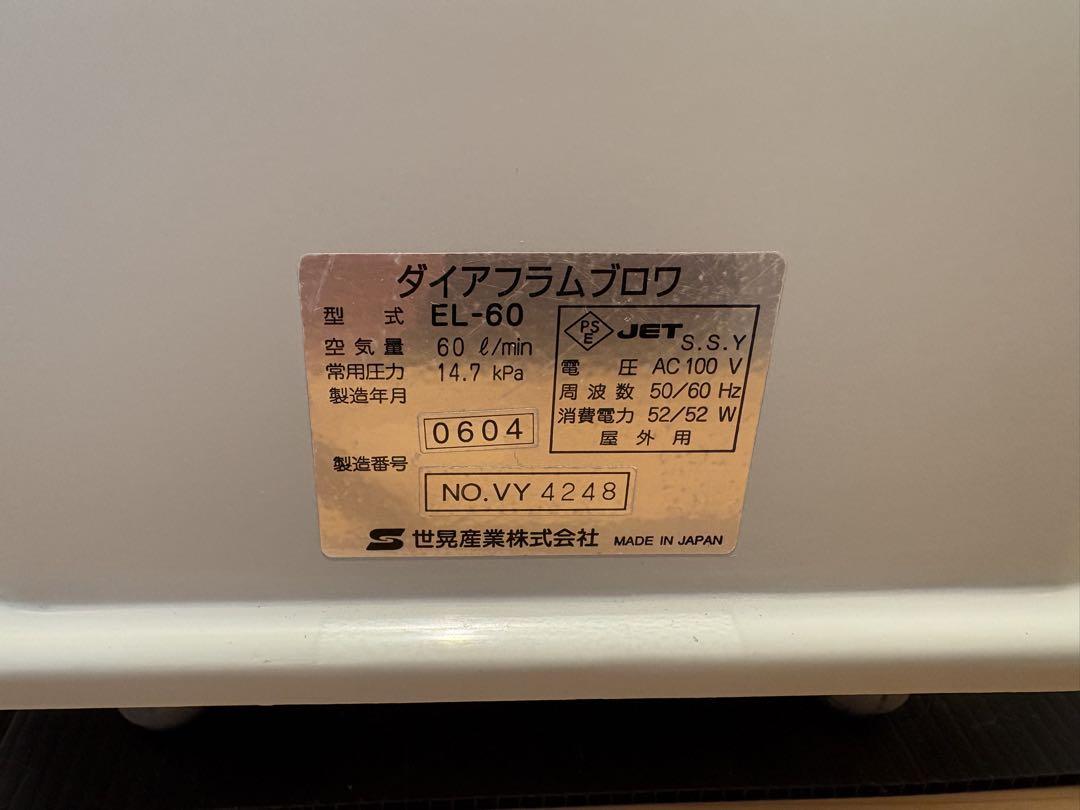 ダイアフラムブロワ
型 式 EL-60
空気量 60 ℓ/min
常用圧力 14.7 kPa
製造年月
0604
製造番号
NO.VY 4248
PSE JET S.S.Y
電 圧 AC 100 V
周波数 50/60 Hz
消費電力 52/52 W
屋外用
世晃産業株式会社 MADE IN JAPAN